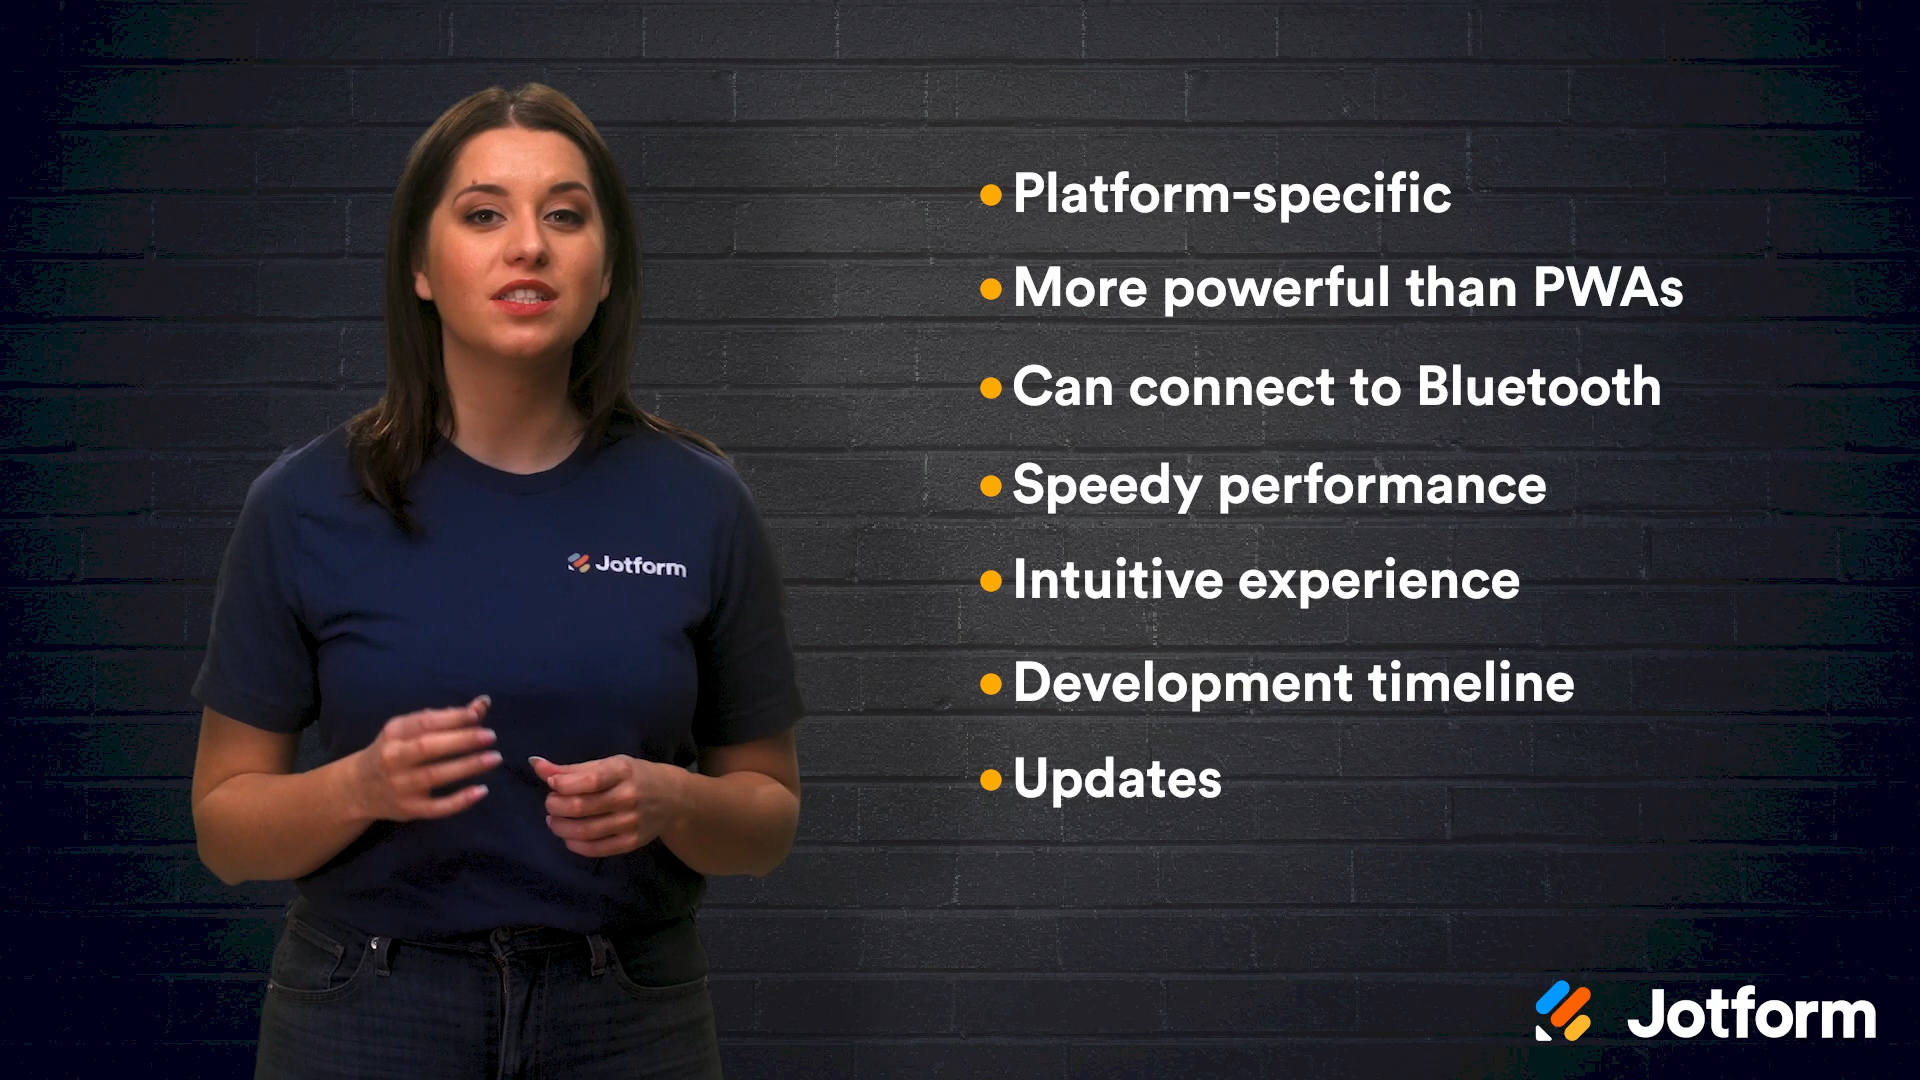 Platform-specific
More powerful than PWAs
Can connect to Bluetooth
Speedy performance
Intuitive experience
Development timeline
Updates
Jotform
Jotform